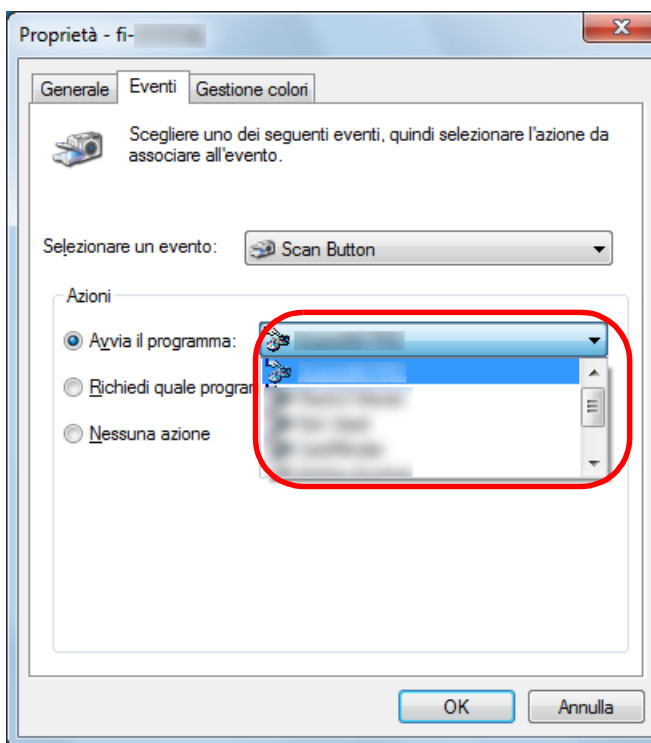 Proprietà - fi-
Generale Eventi Gestione colori
Scegliere uno dei seguenti eventi, quindi selezionare l'azione da
associare all'evento.
Selezionare un evento: Scan Button
Azioni
Avvia il programma:
Richiedi quale
Nessuna azione
OK Annulla